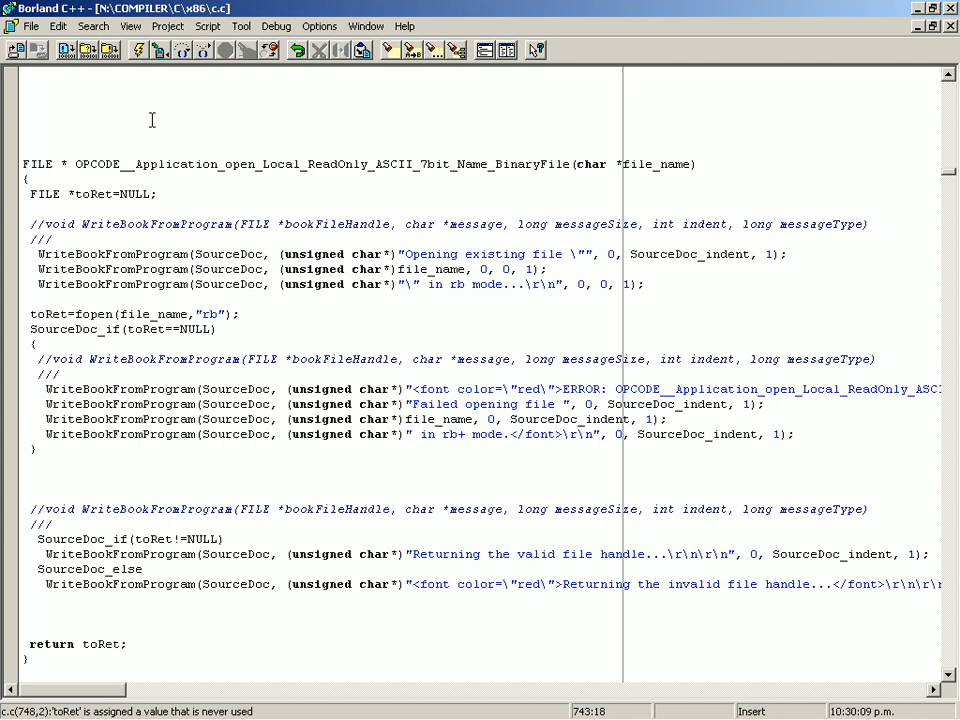 Borland C++ - [N:\COMPILER\C\x86\c.c]
File Edit Search View Project Script Tool Debug Options Window Help
FILE * OPCODE__Application_open_Local_ReadOnly_ASCII_7bit_Name_BinaryFile(char *file_name)
{
FILE *toRet=NULL;
//void WriteBookFromProgram(FILE *bookFileHandle, char *message, long messageSize, int indent, long messageType)
///
WriteBookFromProgram(SourceDoc, (unsigned char*)"Opening existing file \"", 0, SourceDoc_indent, 1);
WriteBookFromProgram(SourceDoc, (unsigned char*)file_name, 0, 0, 1);
WriteBookFromProgram(SourceDoc, (unsigned char*)"\" in rb mode...\r\n", 0, 0, 1);
toRet=fopen(file_name,"rb");
SourceDoc_if(toRet==NULL)
{
//void WriteBookFromProgram(FILE *bookFileHandle, char *message, long messageSize, int indent, long messageType)
///
WriteBookFromProgram(SourceDoc, (unsigned char*)"<font color=\"red\">ERROR: OPCODE__Application_open_Local_ReadOnly_ASCI
WriteBookFromProgram(SourceDoc, (unsigned char*)"Failed opening file ", 0, SourceDoc_indent, 1);
WriteBookFromProgram(SourceDoc, (unsigned char*)file_name, 0, SourceDoc_indent, 1);
WriteBookFromProgram(SourceDoc, (unsigned char*)" in rb+ mode.</font>\r\n", 0, SourceDoc_indent, 1);
}
//void WriteBookFromProgram(FILE *bookFileHandle, char *message, long messageSize, int indent, long messageType)
///
SourceDoc_if(toRet!=NULL)
WriteBookFromProgram(SourceDoc, (unsigned char*)"Returning the valid file handle...\r\n\r\n", 0, SourceDoc_indent, 1);
SourceDoc_else
WriteBookFromProgram(SourceDoc, (unsigned char*)"<font color=\"red\">Returning the invalid file handle...</font>\r\n\r\
return toRet;
}
c.c(748,2):'toRet' is assigned a value that is never used 743:18 Insert 10:30:09 p.m.